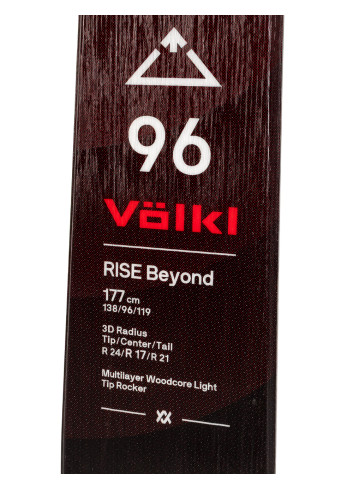 96
Völkl
RISE Beyond
177 cm
138/96/119
3D Radius
Tip/Center/Tail
R 24/R 17/R 21
Multilayer Woodcore Light
Tip Rocker